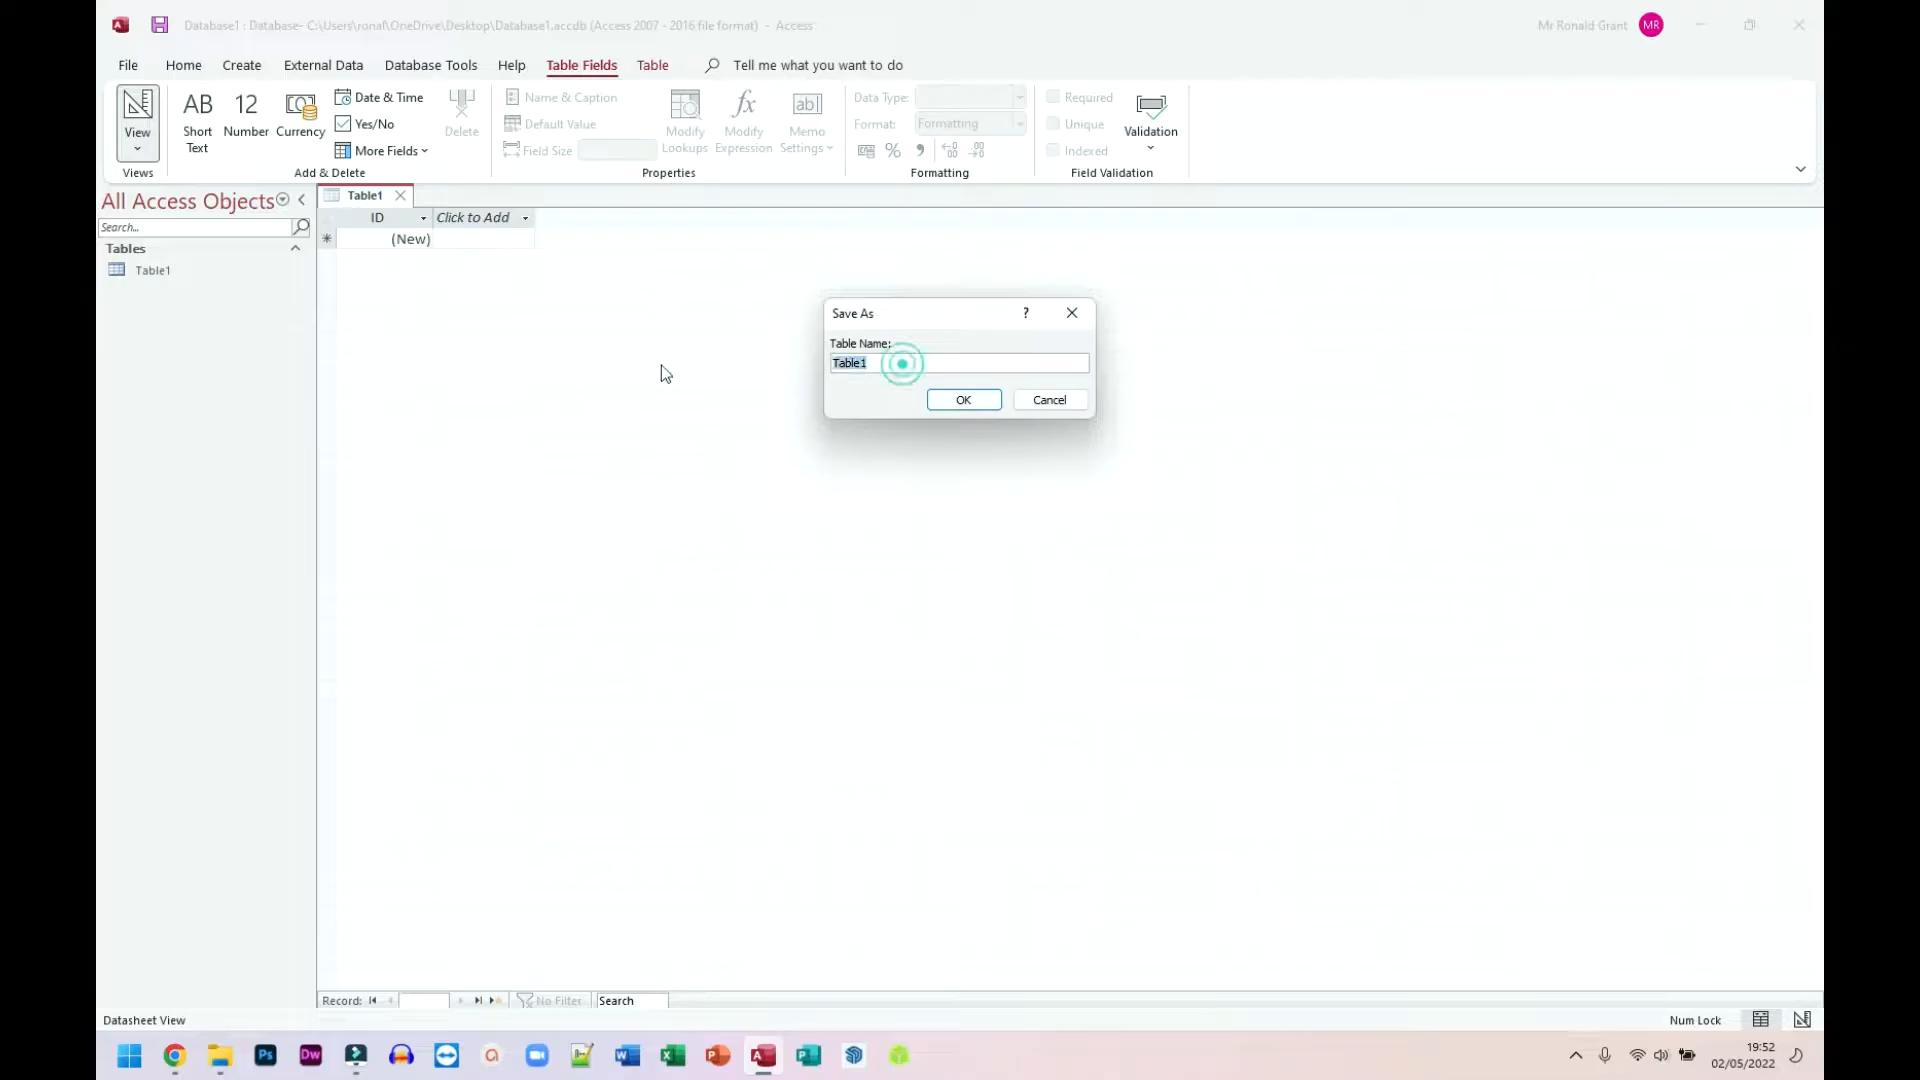 Database1 : Database- C:\Users\ronal\OneDrive\Desktop\Database1.accdb (Access 2007 - 2016 file format) - Access
Mr Ronald Grant MR
File Home Create External Data Database Tools Help Table Fields Table Tell me what you want to do
View
Views
AB
Short
Text
12
Number
Currency
Date & Time
Yes/No
More Fields
Delete
Add & Delete
Name & Caption
Default Value
Field Size
Modify
Lookups
fx
Modify
Expression
ab
Memo
Settings
Properties
Data Type:
Format: Formatting
%
Formatting
Required
Unique
Indexed
Validation
Field Validation
All Access Objects
Search...
Tables
Table1
Table1
ID Click to Add
(New)
Save As
?
Table Name:
Table1
OK Cancel
Record: No Filter Search
Datasheet View Num Lock
Ps Dw
19:52
02/05/2022